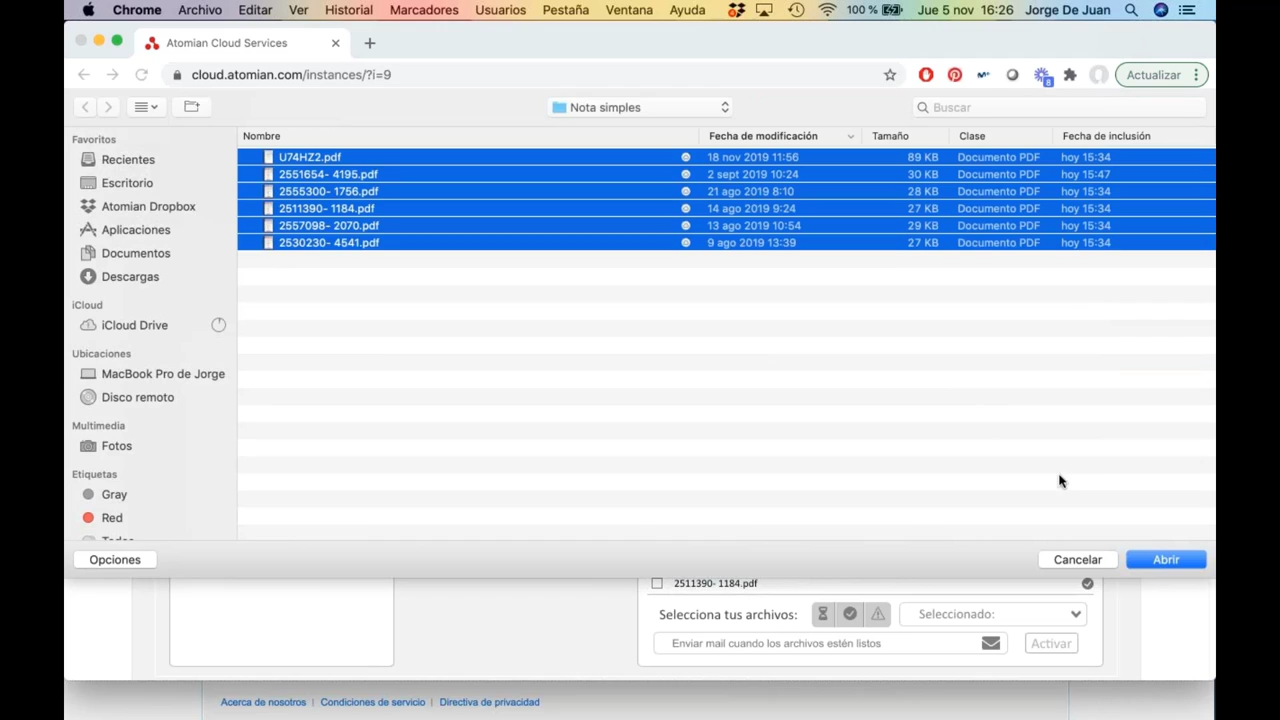 Chrome Archivo Editar Ver Historial Marcadores Usuarios Pestaña Ventana Ayuda 100 % Jue 5 nov 16:26 Jorge De Juan
Atomian Cloud Services
cloud.atomian.com/instances/?i=9 8 Actualizar
Nota simples Buscar
Favoritos
Recientes
Escritorio
Atomian Dropbox
Aplicaciones
Documentos
Descargas
iCloud
iCloud Drive
Ubicaciones
MacBook Pro de Jorge
Disco remoto
Multimedia
Fotos
Etiquetas
Gray
Red
Nombre Fecha de modificación Tamaño Clase Fecha de inclusión
U74HZ2.pdf 18 nov 2019 11:56 89 KB Documento PDF hoy 15:34
2551654- 4195.pdf 2 sept 2019 10:24 30 KB Documento PDF hoy 15:47
2555300- 1756.pdf 21 ago 2019 8:10 28 KB Documento PDF hoy 15:34
2511390- 1184.pdf 14 ago 2019 9:24 27 KB Documento PDF hoy 15:34
2557098- 2070.pdf 13 ago 2019 10:54 29 KB Documento PDF hoy 15:34
2530230- 4541.pdf 9 ago 2019 13:39 27 KB Documento PDF hoy 15:34
Opciones Cancelar Abrir
2511390- 1184.pdf
Selecciona tus archivos: Seleccionado:
Enviar mail cuando los archivos estén listos Activar
Acerca de nosotros | Condiciones de servicio | Directiva de privacidad